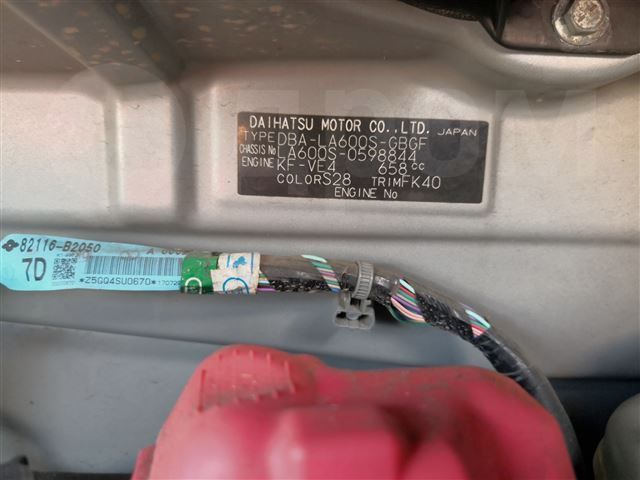 DAIHATSU MOTOR CO.,LTD. JAPAN
TYPE DBA-LA600S-GBGF
CHASSIS No LA600S-0598844
ENGINE KF-VE4 658 cc
COLOR S28 TRIM FK40
ENGINE No
82116-B2050
7D
*Z5GQ4SU0670*